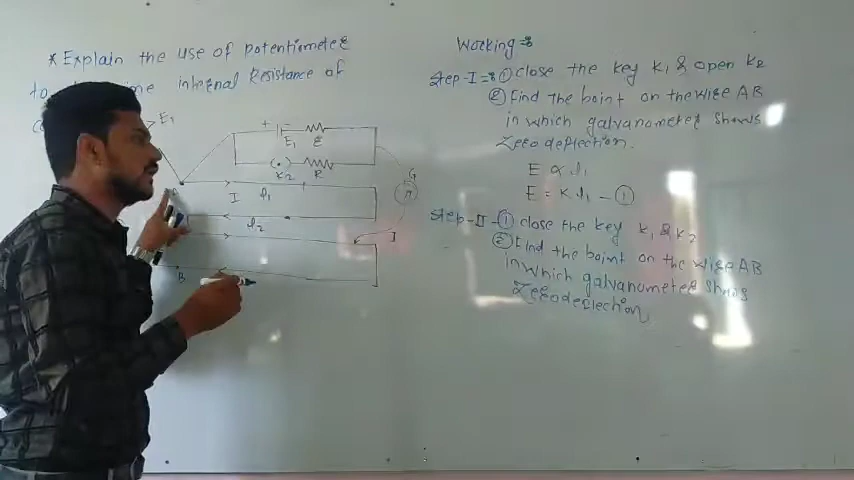 * Explain the use of potentiometer
to internal Resistance of
E1
+
E1
r
K2
R
G
I
l1
l2
J
B
Working :-
Step-I :- ① close the key K1 & open K2
② Find the point on the wire AB
in which galvanometer shows
Zero deflection.
E ∝ l1
E = K l1 - ①
Step-II - ① close the key K1 & K2
② Find the point on the wire AB
in which galvanometer shows
Zero deflection.